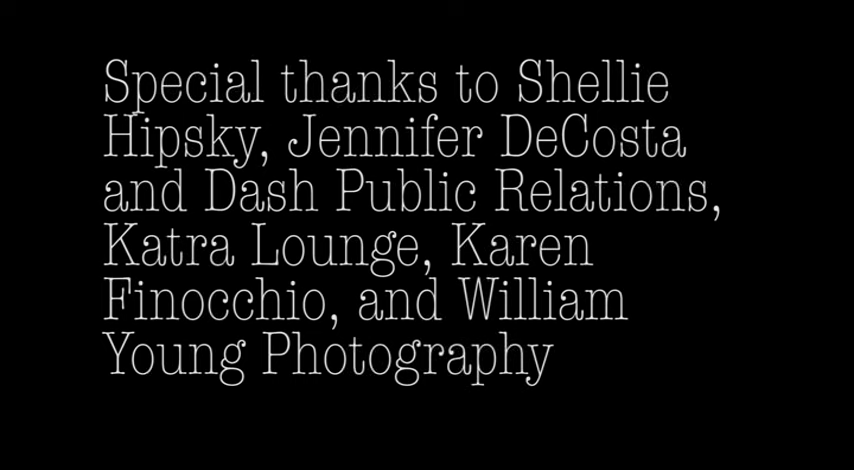 Special thanks to Shellie
Hipsky, Jennifer DeCosta
and Dash Public Relations,
Katra Lounge, Karen
Finocchio, and William
Young Photography